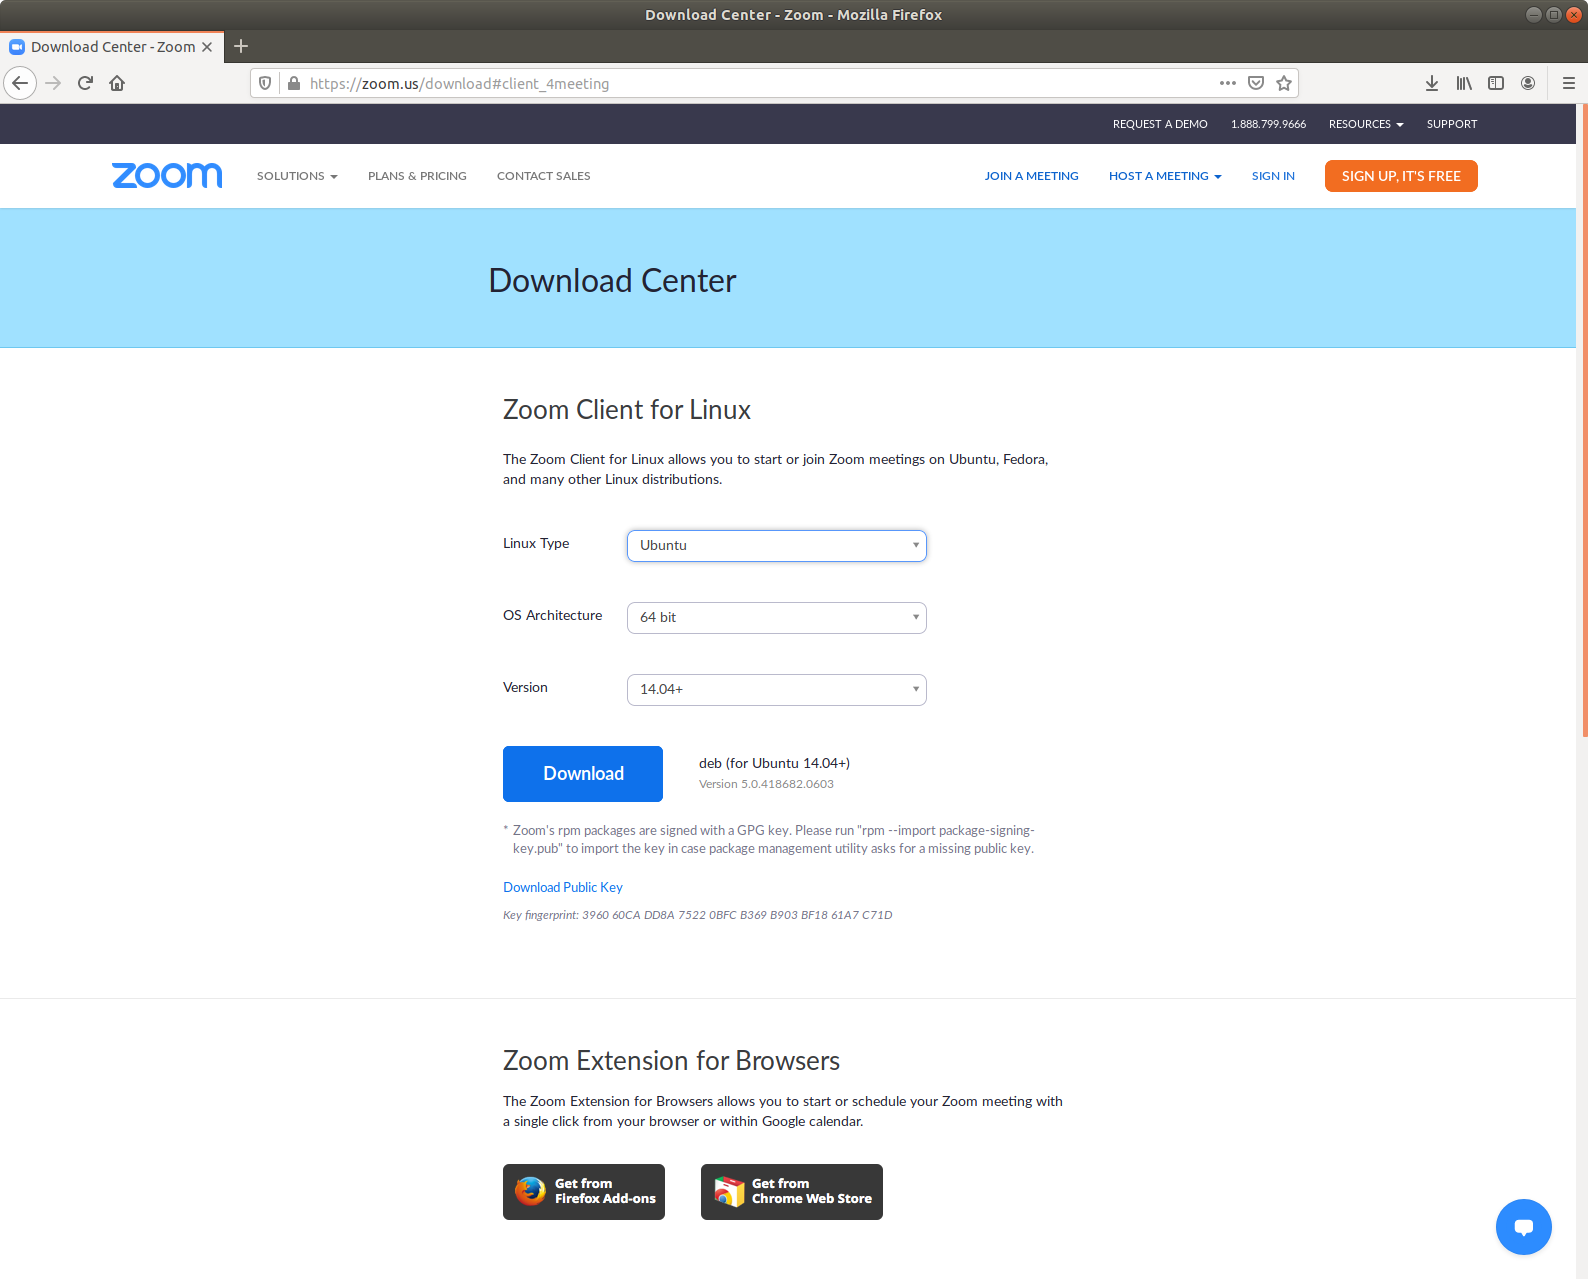 Download Center - Zoom - Mozilla Firefox
Download Center - Zoom
https://zoom.us/download#client_4meeting
REQUEST A DEMO 1.888.799.9666 RESOURCES SUPPORT
zoom SOLUTIONS PLANS & PRICING CONTACT SALES JOIN A MEETING HOST A MEETING SIGN IN SIGN UP, IT'S FREE
Download Center
Zoom Client for Linux
The Zoom Client for Linux allows you to start or join Zoom meetings on Ubuntu, Fedora,
and many other Linux distributions.
Linux Type Ubuntu
OS Architecture 64 bit
Version 14.04+
Download
deb (for Ubuntu 14.04+)
Version 5.0.418682.0603
* Zoom's rpm packages are signed with a GPG key. Please run "rpm --import package-signing-
key.pub" to import the key in case package management utility asks for a missing public key.
Download Public Key
Key fingerprint: 3960 60CA DD8A 7522 0BFC B369 B903 BF18 61A7 C71D
Zoom Extension for Browsers
The Zoom Extension for Browsers allows you to start or schedule your Zoom meeting with
a single click from your browser or within Google calendar.
Get from
Firefox Add-ons
Get from
Chrome Web Store